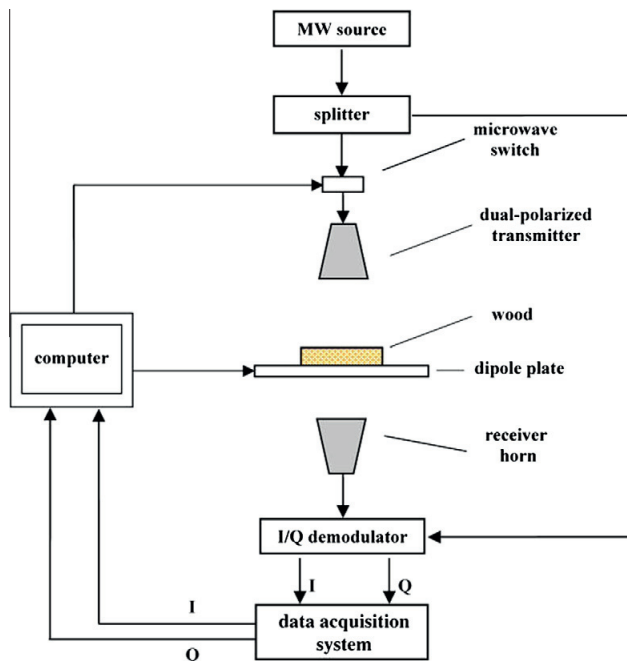 MW source
splitter
microwave
switch
dual-polarized
transmitter
wood
computer
dipole plate
receiver
horn
I/Q demodulator
I
Q
I
data acquisition
system
O